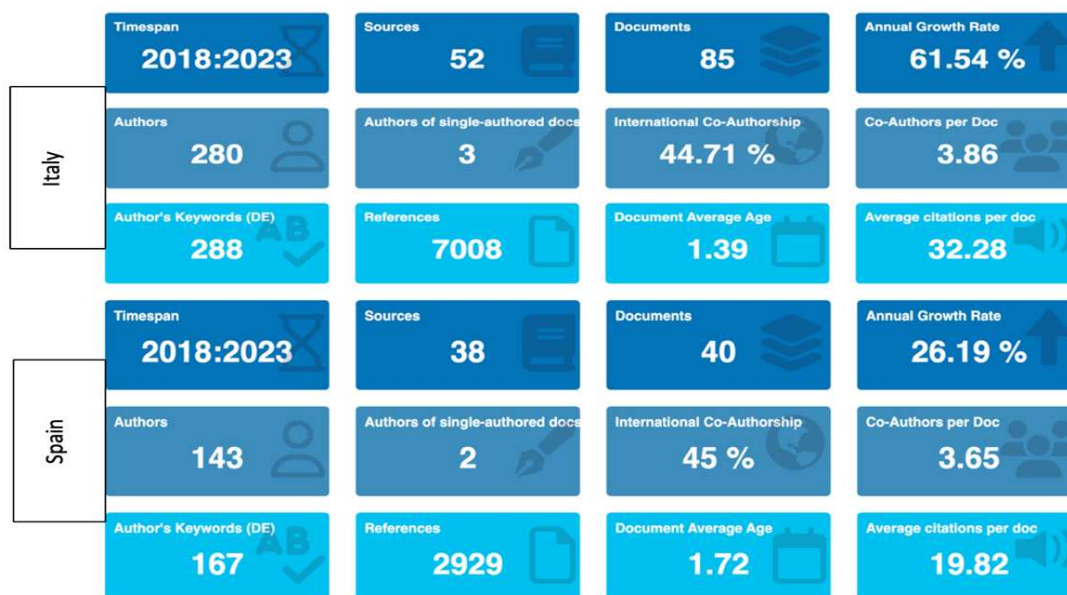 Italy
Timespan
2018:2023
Sources
52
Documents
85
Annual Growth Rate
61.54 %
Authors
280
Authors of single-authored docs
3
International Co-Authorship
44.71 %
Co-Authors per Doc
3.86
Author's Keywords (DE)
288
References
7008
Document Average Age
1.39
Average citations per doc
32.28
Spain
Timespan
2018:2023
Sources
38
Documents
40
Annual Growth Rate
26.19 %
Authors
143
Authors of single-authored docs
2
International Co-Authorship
45 %
Co-Authors per Doc
3.65
Author's Keywords (DE)
167
References
2929
Document Average Age
1.72
Average citations per doc
19.82